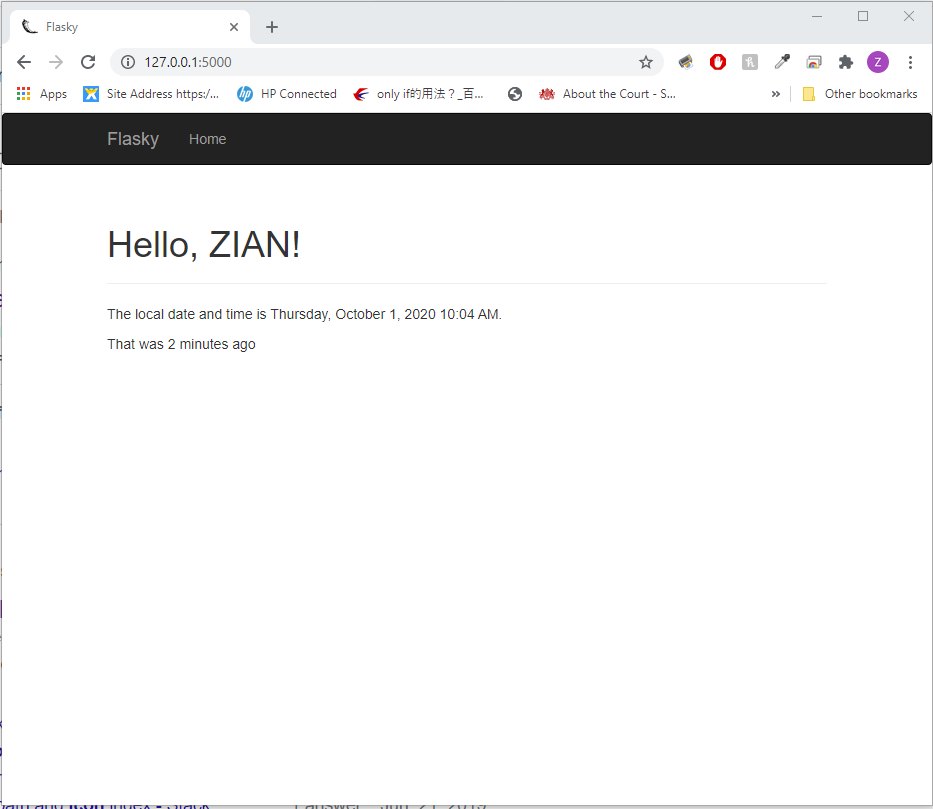 Flasky
127.0.0.1:5000
Z
Apps
Site Address https:/...
HP Connected
only if的用法？_百...
About the Court - S...
»
Other bookmarks
Flasky Home
Hello, ZIAN!
The local date and time is Thursday, October 1, 2020 10:04 AM.
That was 2 minutes ago